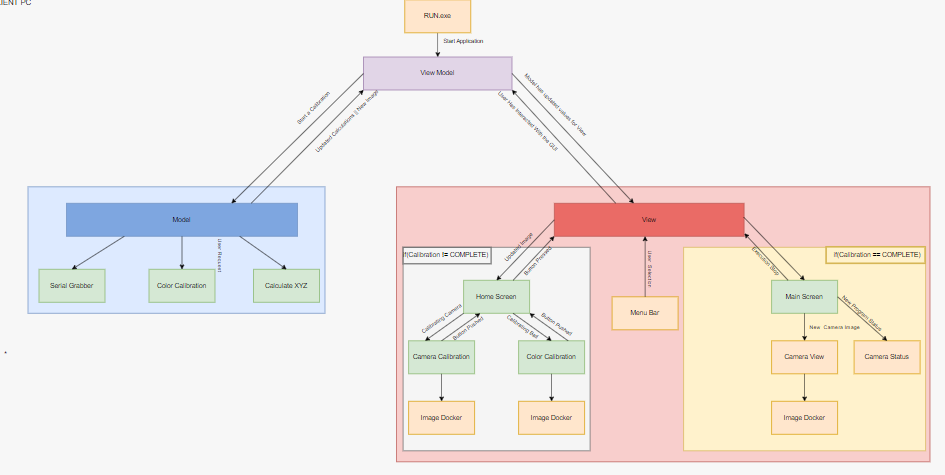 IENT PC
RUN.exe
Start Application
View Model
Start a Calibration
Updated Calculations || New Image
Model has updated values for View
User Has Interacted With the GUI
Model
User Request
Serial Grabber
Color Calibration
Calculate XYZ
View
if(Calibration != COMPLETE)
Updated Image
Button Pressed
User Selection
Execution Stop
if(Calibration == COMPLETE)
Home Screen
Menu Bar
Main Screen
Calibrating Camera
Button Pushed
Calibrating Ball
Button Pushed
New Camera Image
New Program Status
Camera Calibration
Color Calibration
Camera View
Camera Status
Image Docker
Image Docker
Image Docker